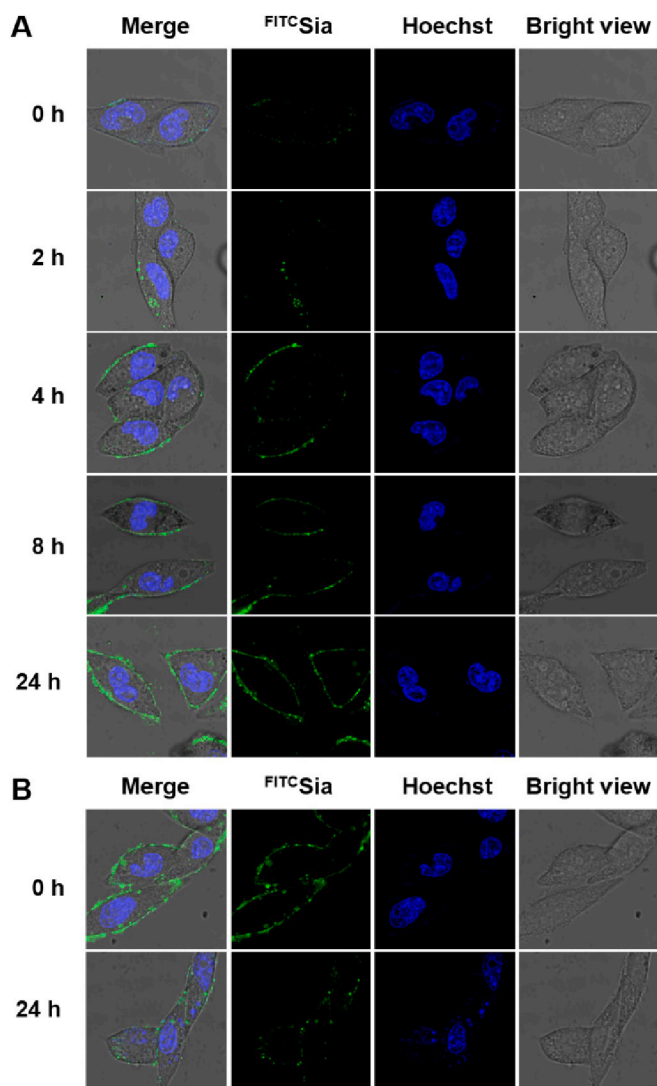 A
Merge FITCSia Hoechst Bright view
0 h
2 h
4 h
8 h
24 h
B
Merge FITCSia Hoechst Bright view
0 h
24 h